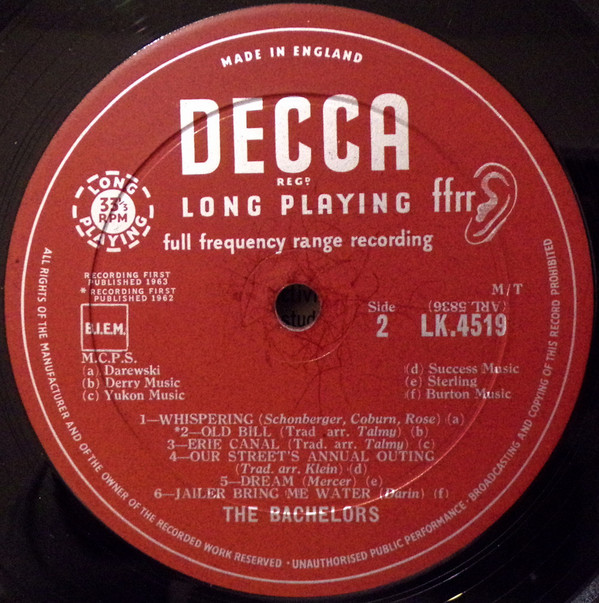 MADE IN ENGLAND
DECCA
REGD
LONG PLAYING
ffrr
LONG 33⅓ RPM PLAYING
full frequency range recording
RECORDING FIRST
PUBLISHED 1963
* RECORDING FIRST
PUBLISHED 1962
B.I.E.M.
M/T
(ARL 5836)
Side
2
LK.4519
M.C.P.S.
(a) Darewski
(b) Derry Music
(c) Yukon Music
(d) Success Music
(e) Sterling
(f) Burton Music
1—WHISPERING (Schonberger, Coburn, Rose) (a)
*2—OLD BILL (Trad arr. Talmy) (b)
3—ERIE CANAL (Trad. arr. Talmy) (c)
4—OUR STREET'S ANNUAL OUTING
(Trad. arr. Klein) (d)
5—DREAM (Mercer) (e)
6—JAILER BRING ME WATER (Darin) (f)
THE BACHELORS
ALL RIGHTS OF THE MANUFACTURER AND OF THE OWNER OF THE RECORDED WORK RESERVED · UNAUTHORISED PUBLIC PERFORMANCE · BROADCASTING AND COPYING OF THIS RECORD PROHIBITED